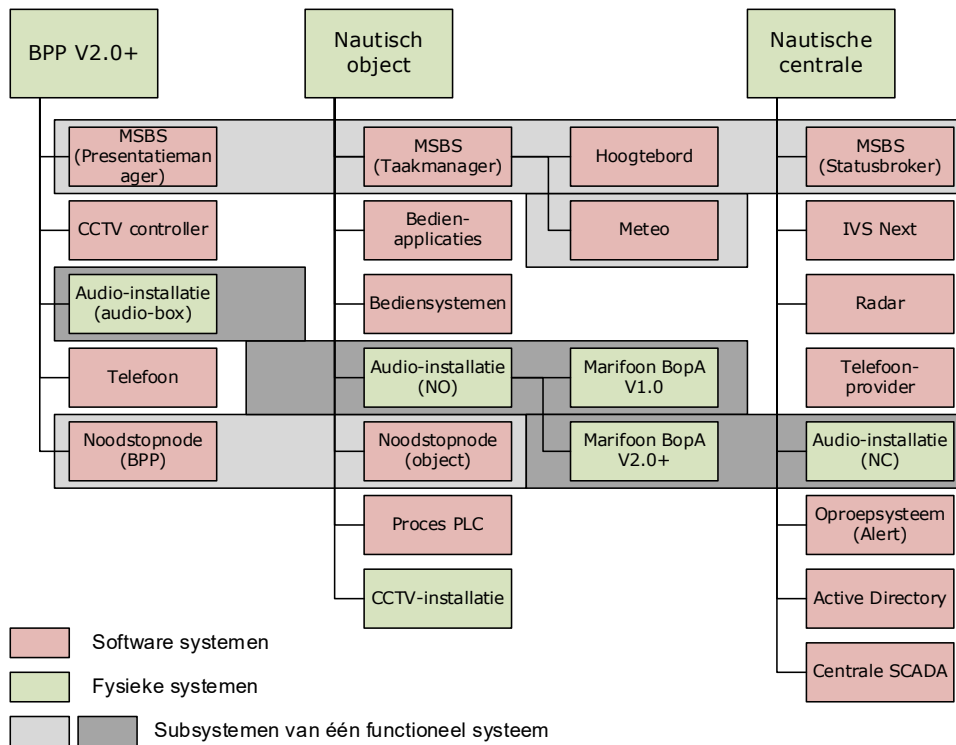 BPP V2.0+
Nautisch
object
Nautische
centrale
MSBS
(Presentatieman
ager)
MSBS
(Taakmanager)
Hoogtebord
MSBS
(Statusbroker)
CCTV controller
Bedien-
applicaties
Meteo
IVS Next
Audio-installatie
(audio-box)
Bediensystemen
Radar
Telefoon
Audio-installatie
(NO)
Marifoon BopA
V1.0
Telefoon-
provider
Noodstopnode
(BPP)
Noodstopnode
(object)
Marifoon BopA
V2.0+
Audio-installatie
(NC)
Proces PLC
Oproepsysteem
(Alert)
CCTV-installatie
Active Directory
Centrale SCADA
Software systemen
Fysieke systemen
Subsystemen van één functioneel systeem